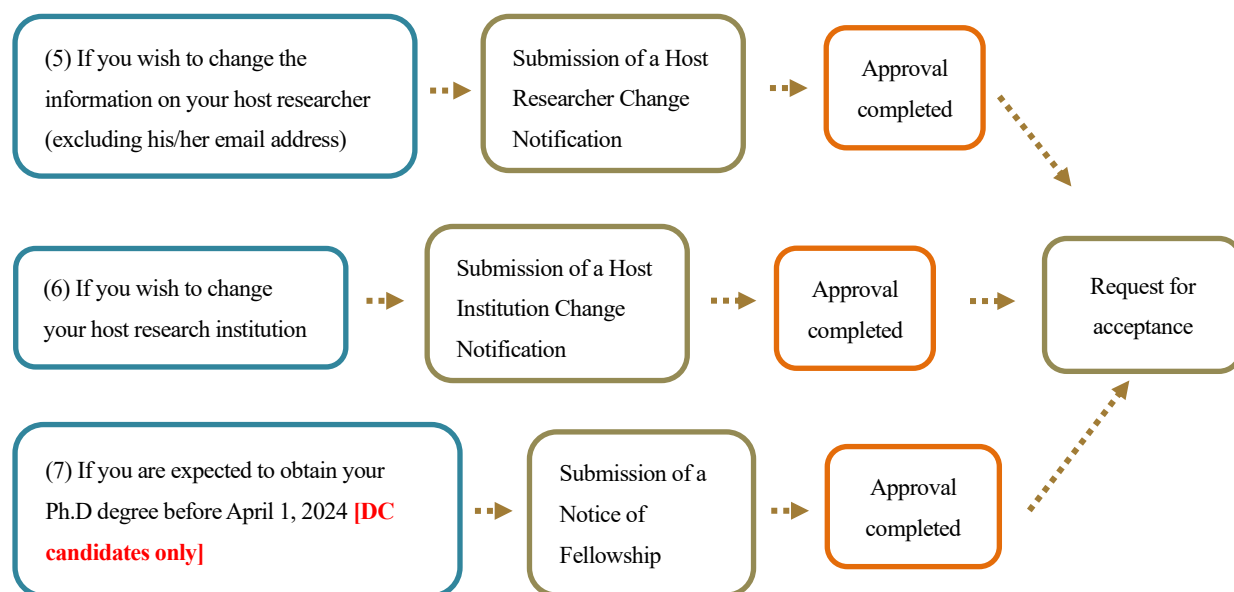 (5) If you wish to change the
information on your host researcher
(excluding his/her email address)
Submission of a Host
Researcher Change
Notification
Approval
completed
(6) If you wish to change
your host research institution
Submission of a Host
Institution Change
Notification
Approval
completed
Request for
acceptance
(7) If you are expected to obtain your
Ph.D degree before April 1, 2024 [DC
candidates only]
Submission of a
Notice of
Fellowship
Approval
completed